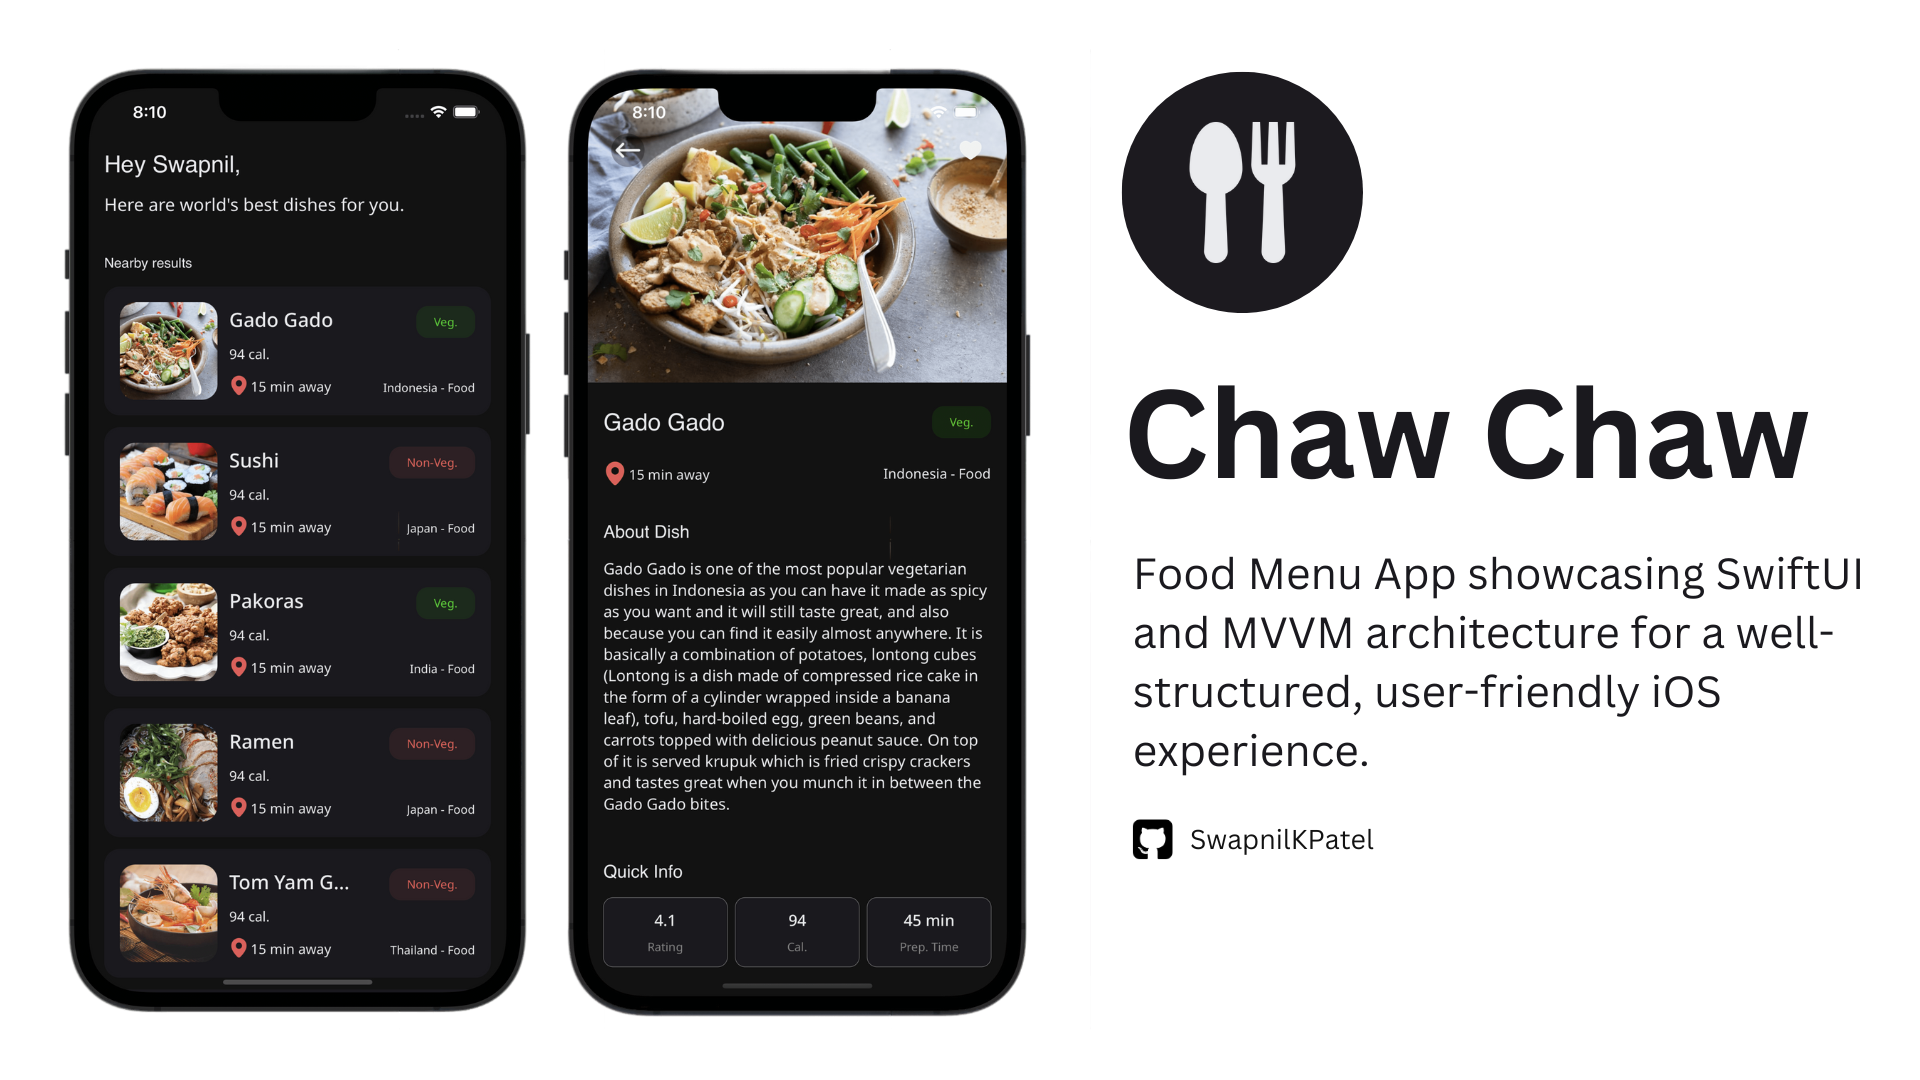 8:10
Hey Swapnil,
Here are world's best dishes for you.
Nearby results
Gado Gado
Veg.
94 cal.
15 min away
Indonesia - Food
Sushi
Non-Veg.
94 cal.
15 min away
Japan - Food
Pakoras
Veg.
94 cal.
15 min away
India - Food
Ramen
Non-Veg.
94 cal.
15 min away
Japan - Food
Tom Yam G...
Non-Veg.
94 cal.
15 min away
Thailand - Food
8:10
Gado Gado
Veg.
15 min away
Indonesia - Food
About Dish
Gado Gado is one of the most popular vegetarian
dishes in Indonesia as you can have it made as spicy
as you want and it will still taste great, and also
because you can find it easily almost anywhere. It is
basically a combination of potatoes, lontong cubes
(Lontong is a dish made of compressed rice cake in
the form of a cylinder wrapped inside a banana
leaf), tofu, hard-boiled egg, green beans, and
carrots topped with delicious peanut sauce. On top
of it is served krupuk which is fried crispy crackers
and tastes great when you munch it in between the
Gado Gado bites.
Quick Info
4.1
Rating
94
Cal.
45 min
Prep. Time
Chaw Chaw
Food Menu App showcasing SwiftUI
and MVVM architecture for a well-
structured, user-friendly iOS
experience.
SwapnilKPatel